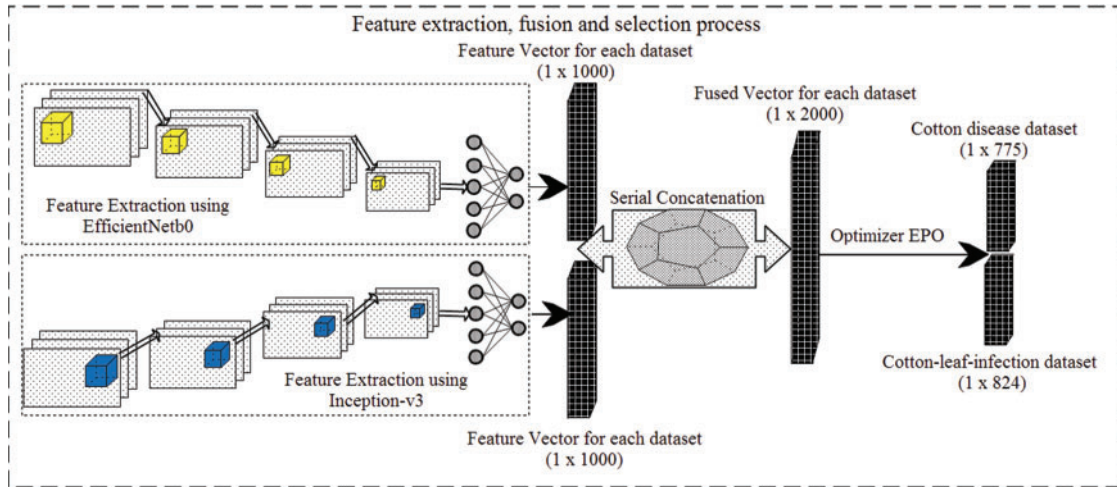 Feature extraction, fusion and selection process
Feature Vector for each dataset
(1 x 1000)
Fused Vector for each dataset
(1 x 2000)
Cotton disease dataset
(1 x 775)
Feature Extraction using
EfficientNetb0
Serial Concatenation
Optimizer EPO
Feature Extraction using
Inception-v3
Cotton-leaf-infection dataset
(1 x 824)
Feature Vector for each dataset
(1 x 1000)